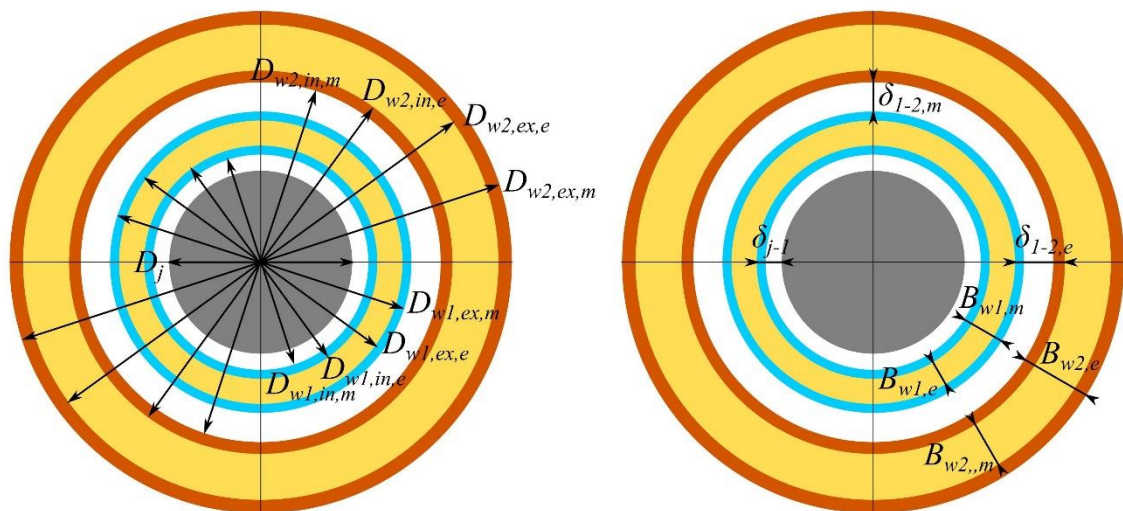 D_{w2,in,m}
D_{w2,in,e}
D_{w2,ex,e}
D_{w2,ex,m}
D_j
D_{w1,ex,m}
D_{w1,ex,e}
D_{w1,in,e}
D_{w1,in,m}
δ_{1-2,m}
δ_{j-1}
δ_{1-2,e}
B_{w1,m}
B_{w2,e}
B_{w1,e}
B_{w2,,m}